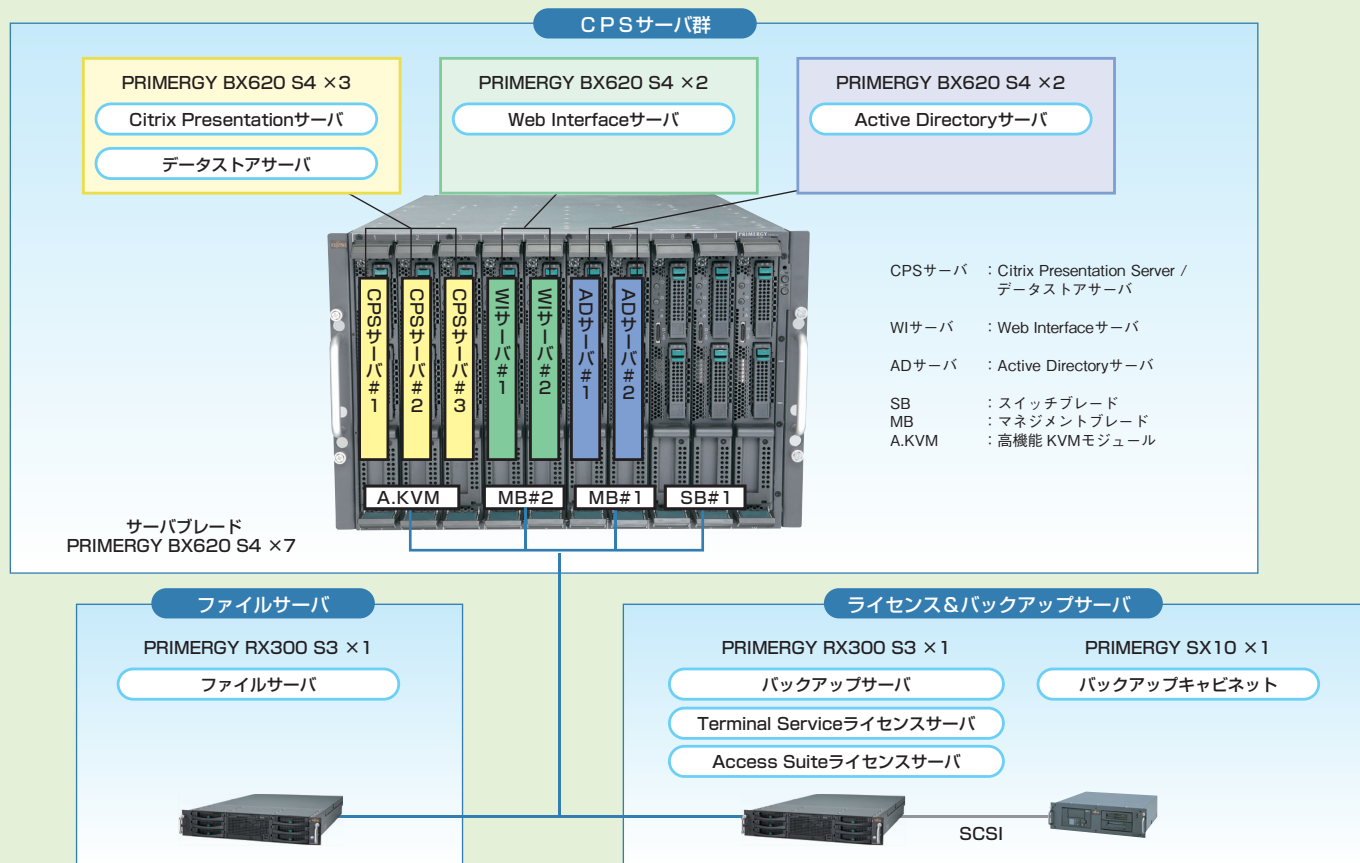 CPSサーバ群
PRIMERGY BX620 S4 ×3
Citrix Presentationサーバ
データストアサーバ
PRIMERGY BX620 S4 ×2
Web Interfaceサーバ
PRIMERGY BX620 S4 ×2
Active Directoryサーバ
PRIMERGY
CPSサーバ#1
CPSサーバ#2
CPSサーバ#3
WIサーバ#1
WIサーバ#2
ADサーバ#1
ADサーバ#2
A.KVM
MB#2
MB#1
SB#1
サーバブレード
PRIMERGY BX620 S4 ×7
CPSサーバ :Citrix Presentation Server /
データストアサーバ
WIサーバ :Web Interfaceサーバ
ADサーバ :Active Directoryサーバ
SB :スイッチブレード
MB :マネジメントブレード
A.KVM :高機能 KVMモジュール
ファイルサーバ
PRIMERGY RX300 S3 ×1
ファイルサーバ
ライセンス&バックアップサーバ
PRIMERGY RX300 S3 ×1
バックアップサーバ
Terminal Serviceライセンスサーバ
Access Suiteライセンスサーバ
PRIMERGY SX10 ×1
バックアップキャビネット
SCSI